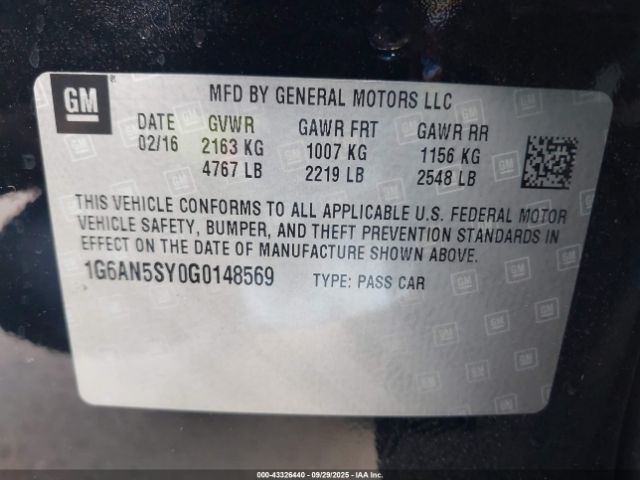 GM
MFD BY GENERAL MOTORS LLC
DATE GVWR GAWR FRT GAWR RR
02/16 2163 KG 1007 KG 1156 KG
4767 LB 2219 LB 2548 LB
THIS VEHICLE CONFORMS TO ALL APPLICABLE U.S. FEDERAL MOTOR
VEHICLE SAFETY, BUMPER, AND THEFT PREVENTION STANDARDS IN
EFFECT ON THE DATE OF MANUFACTURE SHOWN ABOVE.
1G6AN5SY0G0148569 TYPE: PASS CAR
000-43326440 - 09/29/2025 - IAA Inc.